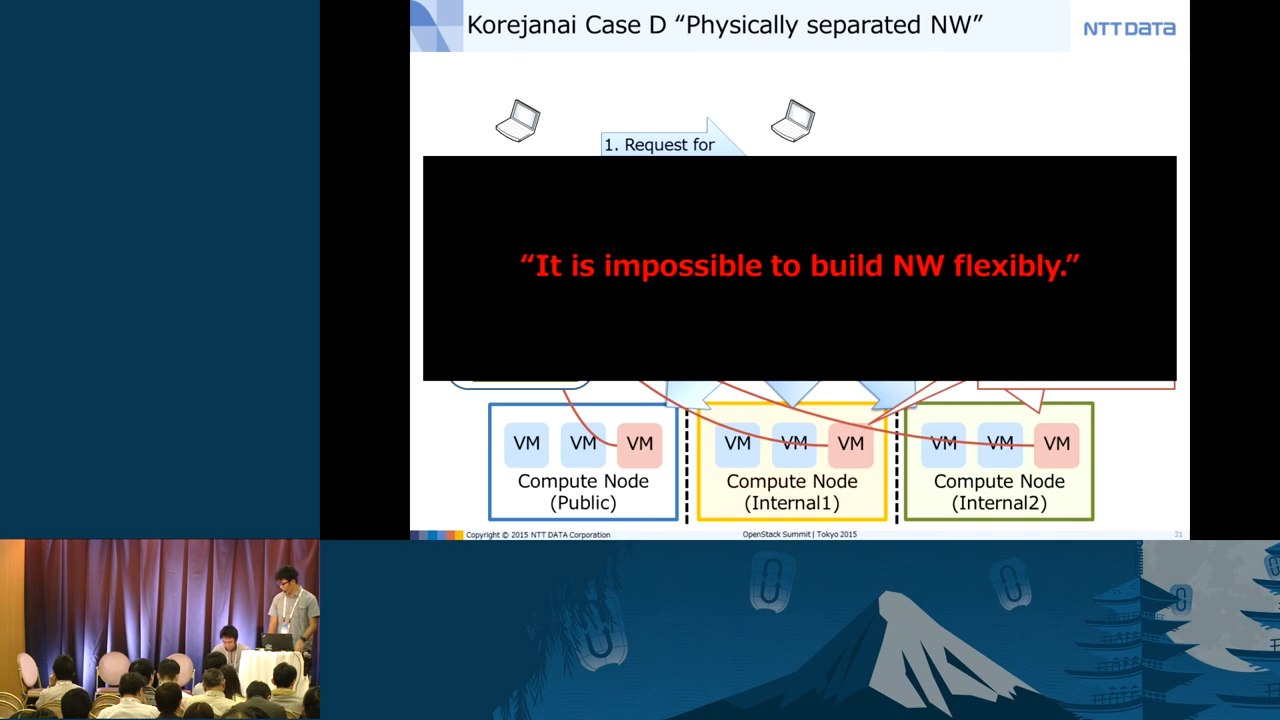 Korejanai Case D “Physically separated NW”
NTT DATA
1. Request for
“It is impossible to build NW flexibly.”
VM VM VM
Compute Node
(Public)
VM VM VM
Compute Node
(Internal1)
VM VM VM
Compute Node
(Internal2)
Copyright © 2015 NTT DATA Corporation
OpenStack Summit | Tokyo 2015
31